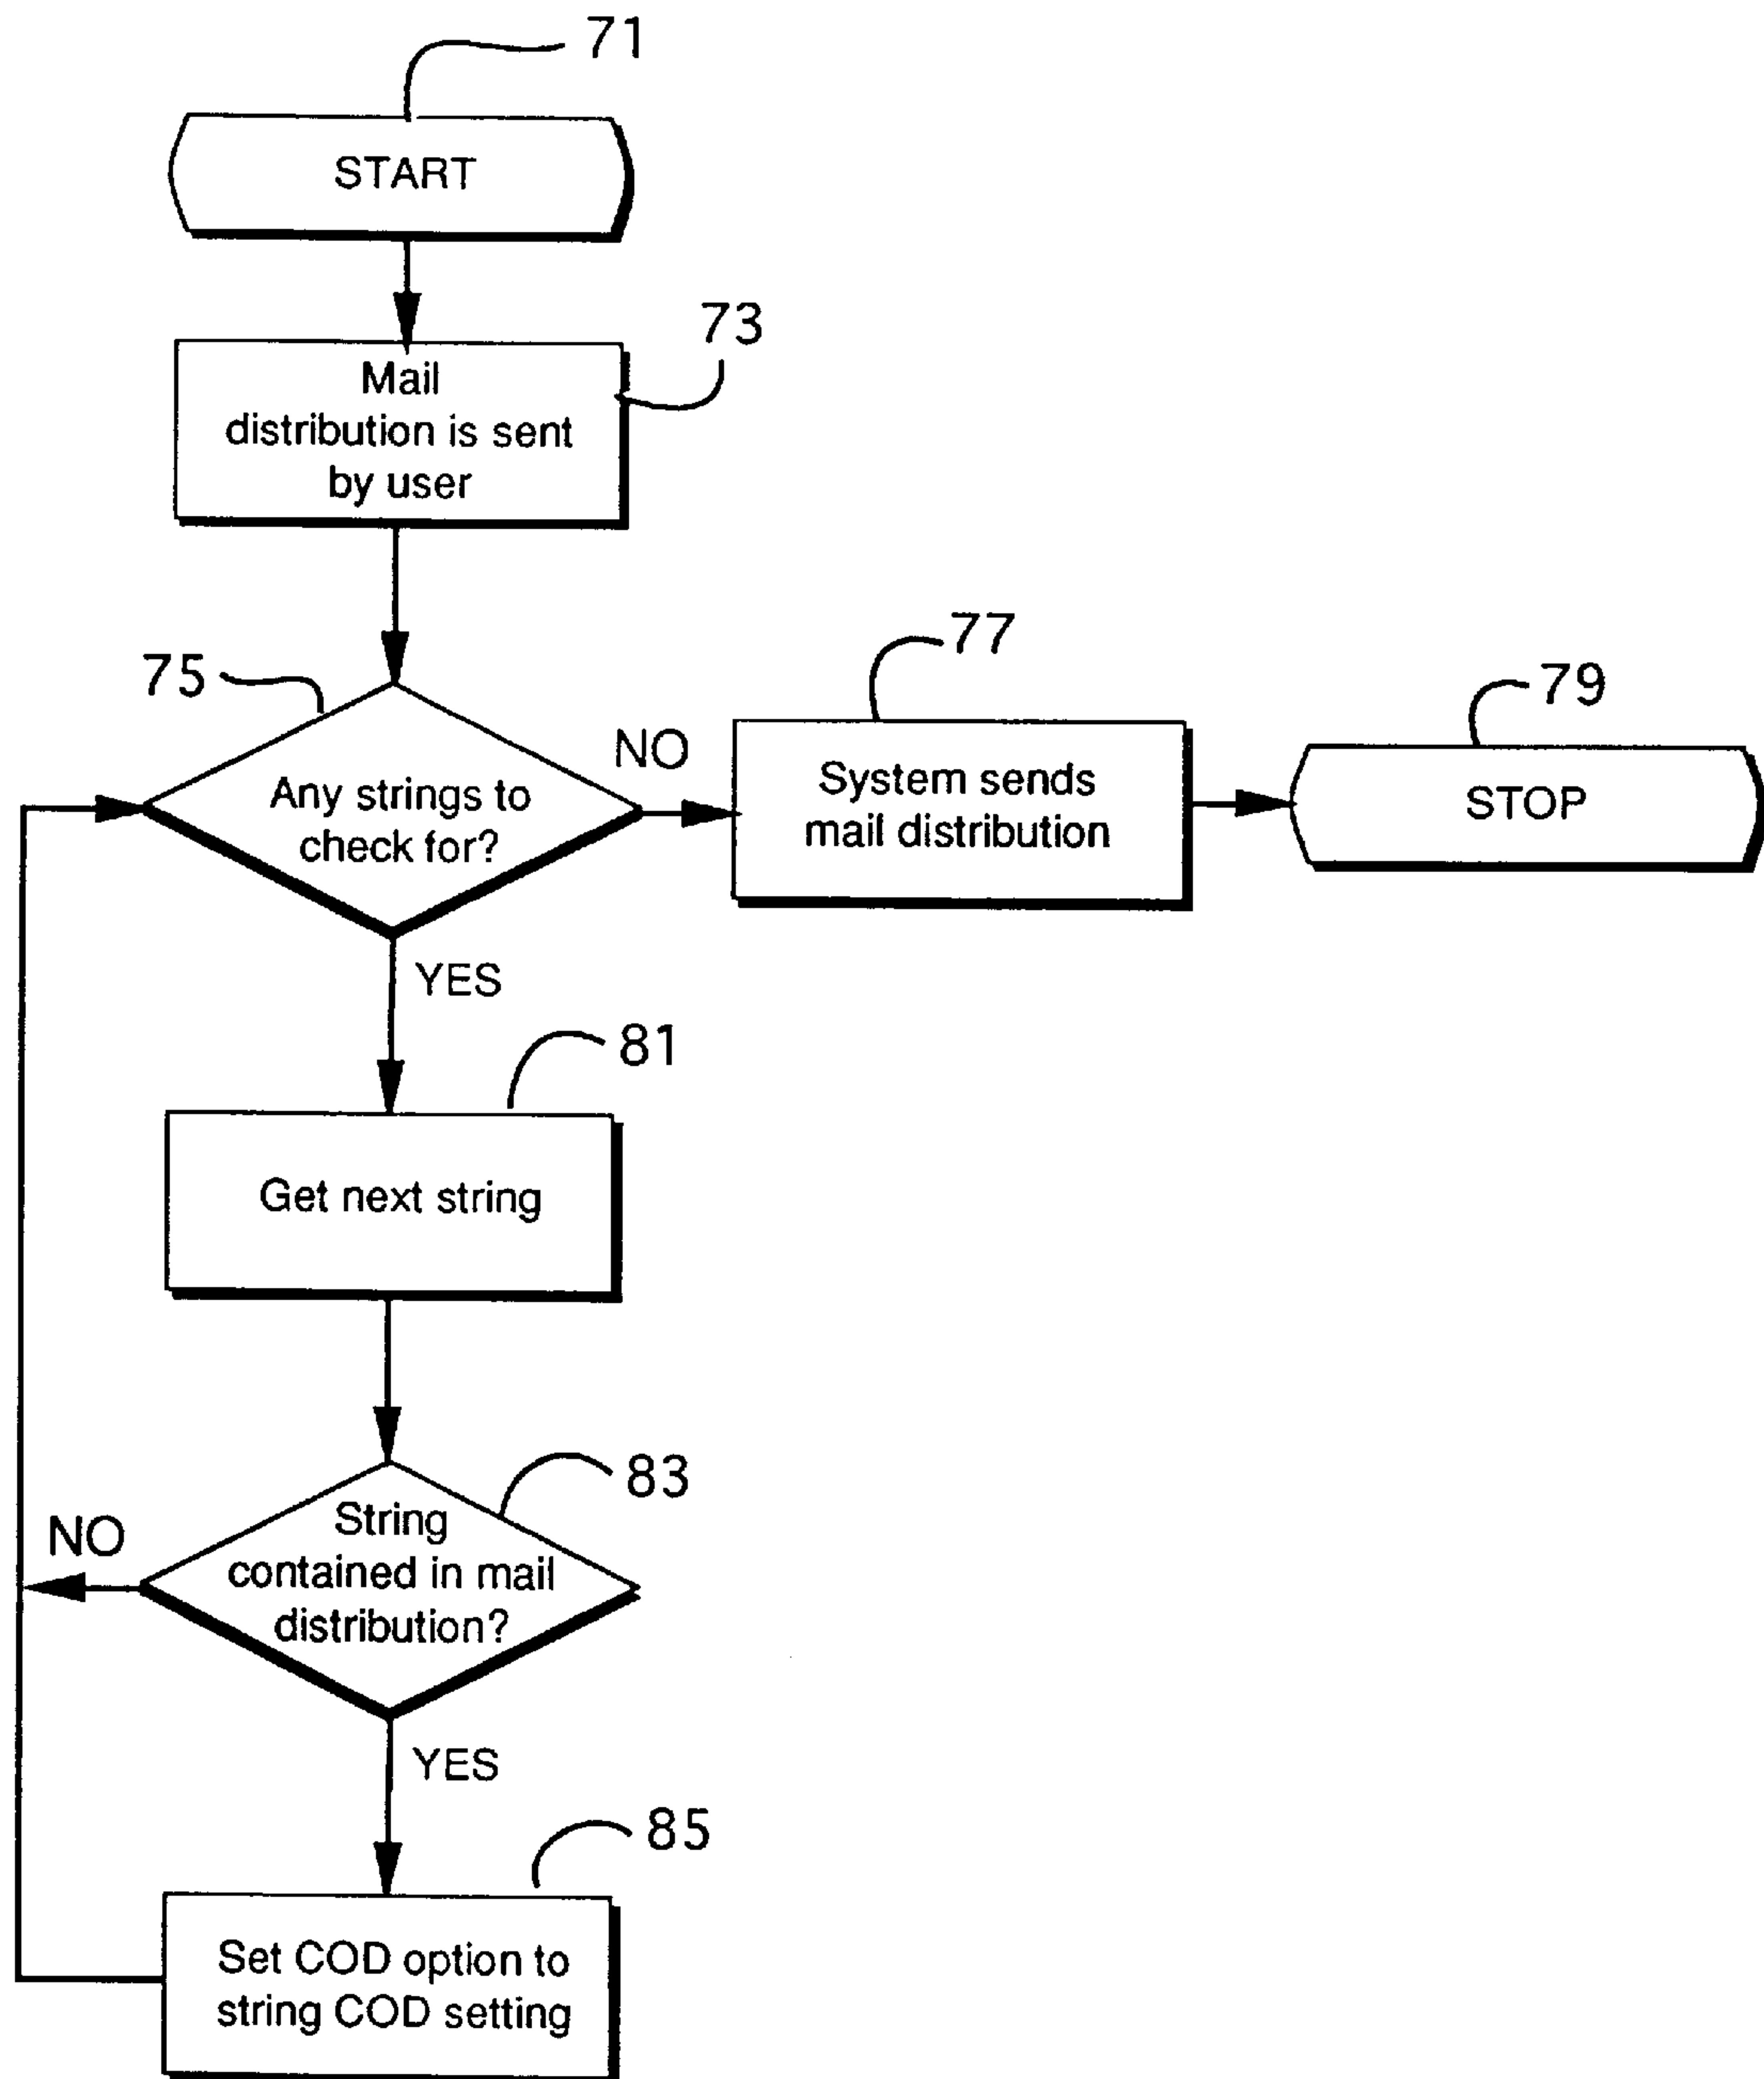 71
START
73
Mail
distribution is sent
by user
75
Any strings to
check for?
NO
77
System sends
mail distribution
79
STOP
YES
81
Get next string
83
String
contained in mail
distribution?
NO
YES
85
Set COD option to
string COD setting